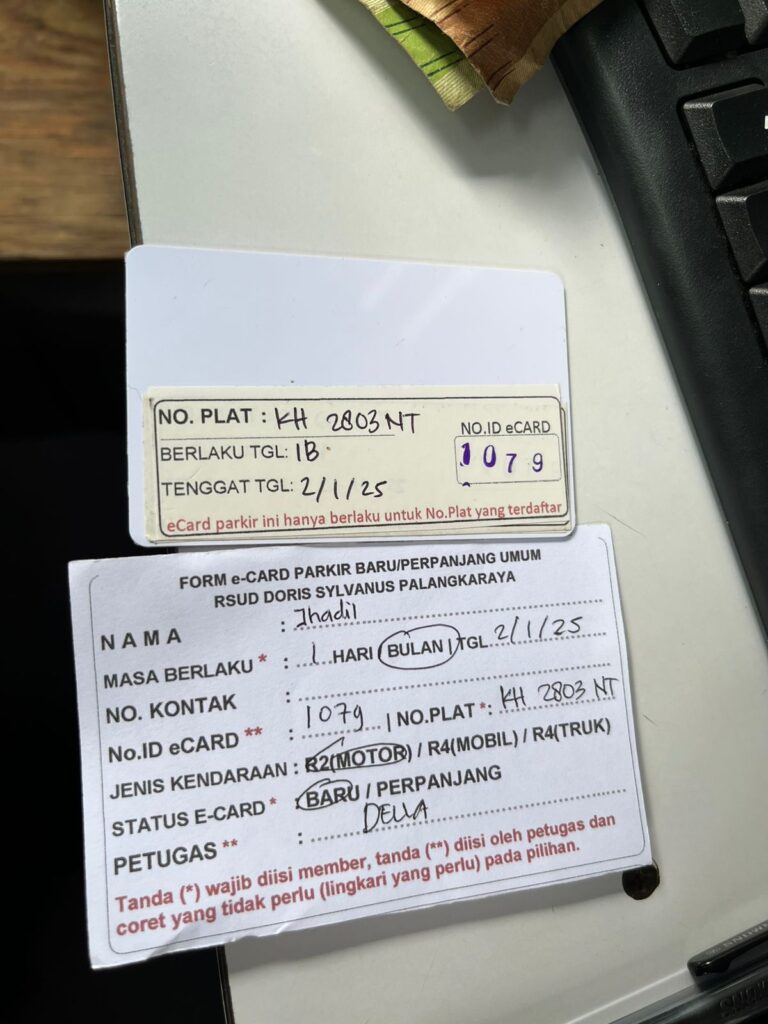 NO. PLAT : KH 2803 NT
NO.ID eCARD
BERLAKU TGL: 1B
1079
TENGGAT TGL: 2/1/25
eCard parkir ini hanya berlaku untuk No.Plat yang terdaftar
FORM e-CARD PARKIR BARU/PERPANJANG UMUM
RSUD DORIS SYLVANUS PALANGKARAYA
NAMA : Jhadil
MASA BERLAKU * : 1 HARI BULAN | TGL 2/1/25
NO. KONTAK :
No.ID eCARD ** : 1079 | NO.PLAT *: KH 2803 NT
JENIS KENDARAAN : R2(MOTOR) / R4(MOBIL) / R4(TRUK)
STATUS E-CARD * : BARU / PERPANJANG
PETUGAS ** : DELLA
Tanda (*) wajib diisi member, tanda (**) diisi oleh petugas dan
coret yang tidak perlu (lingkari yang perlu) pada pilihan.